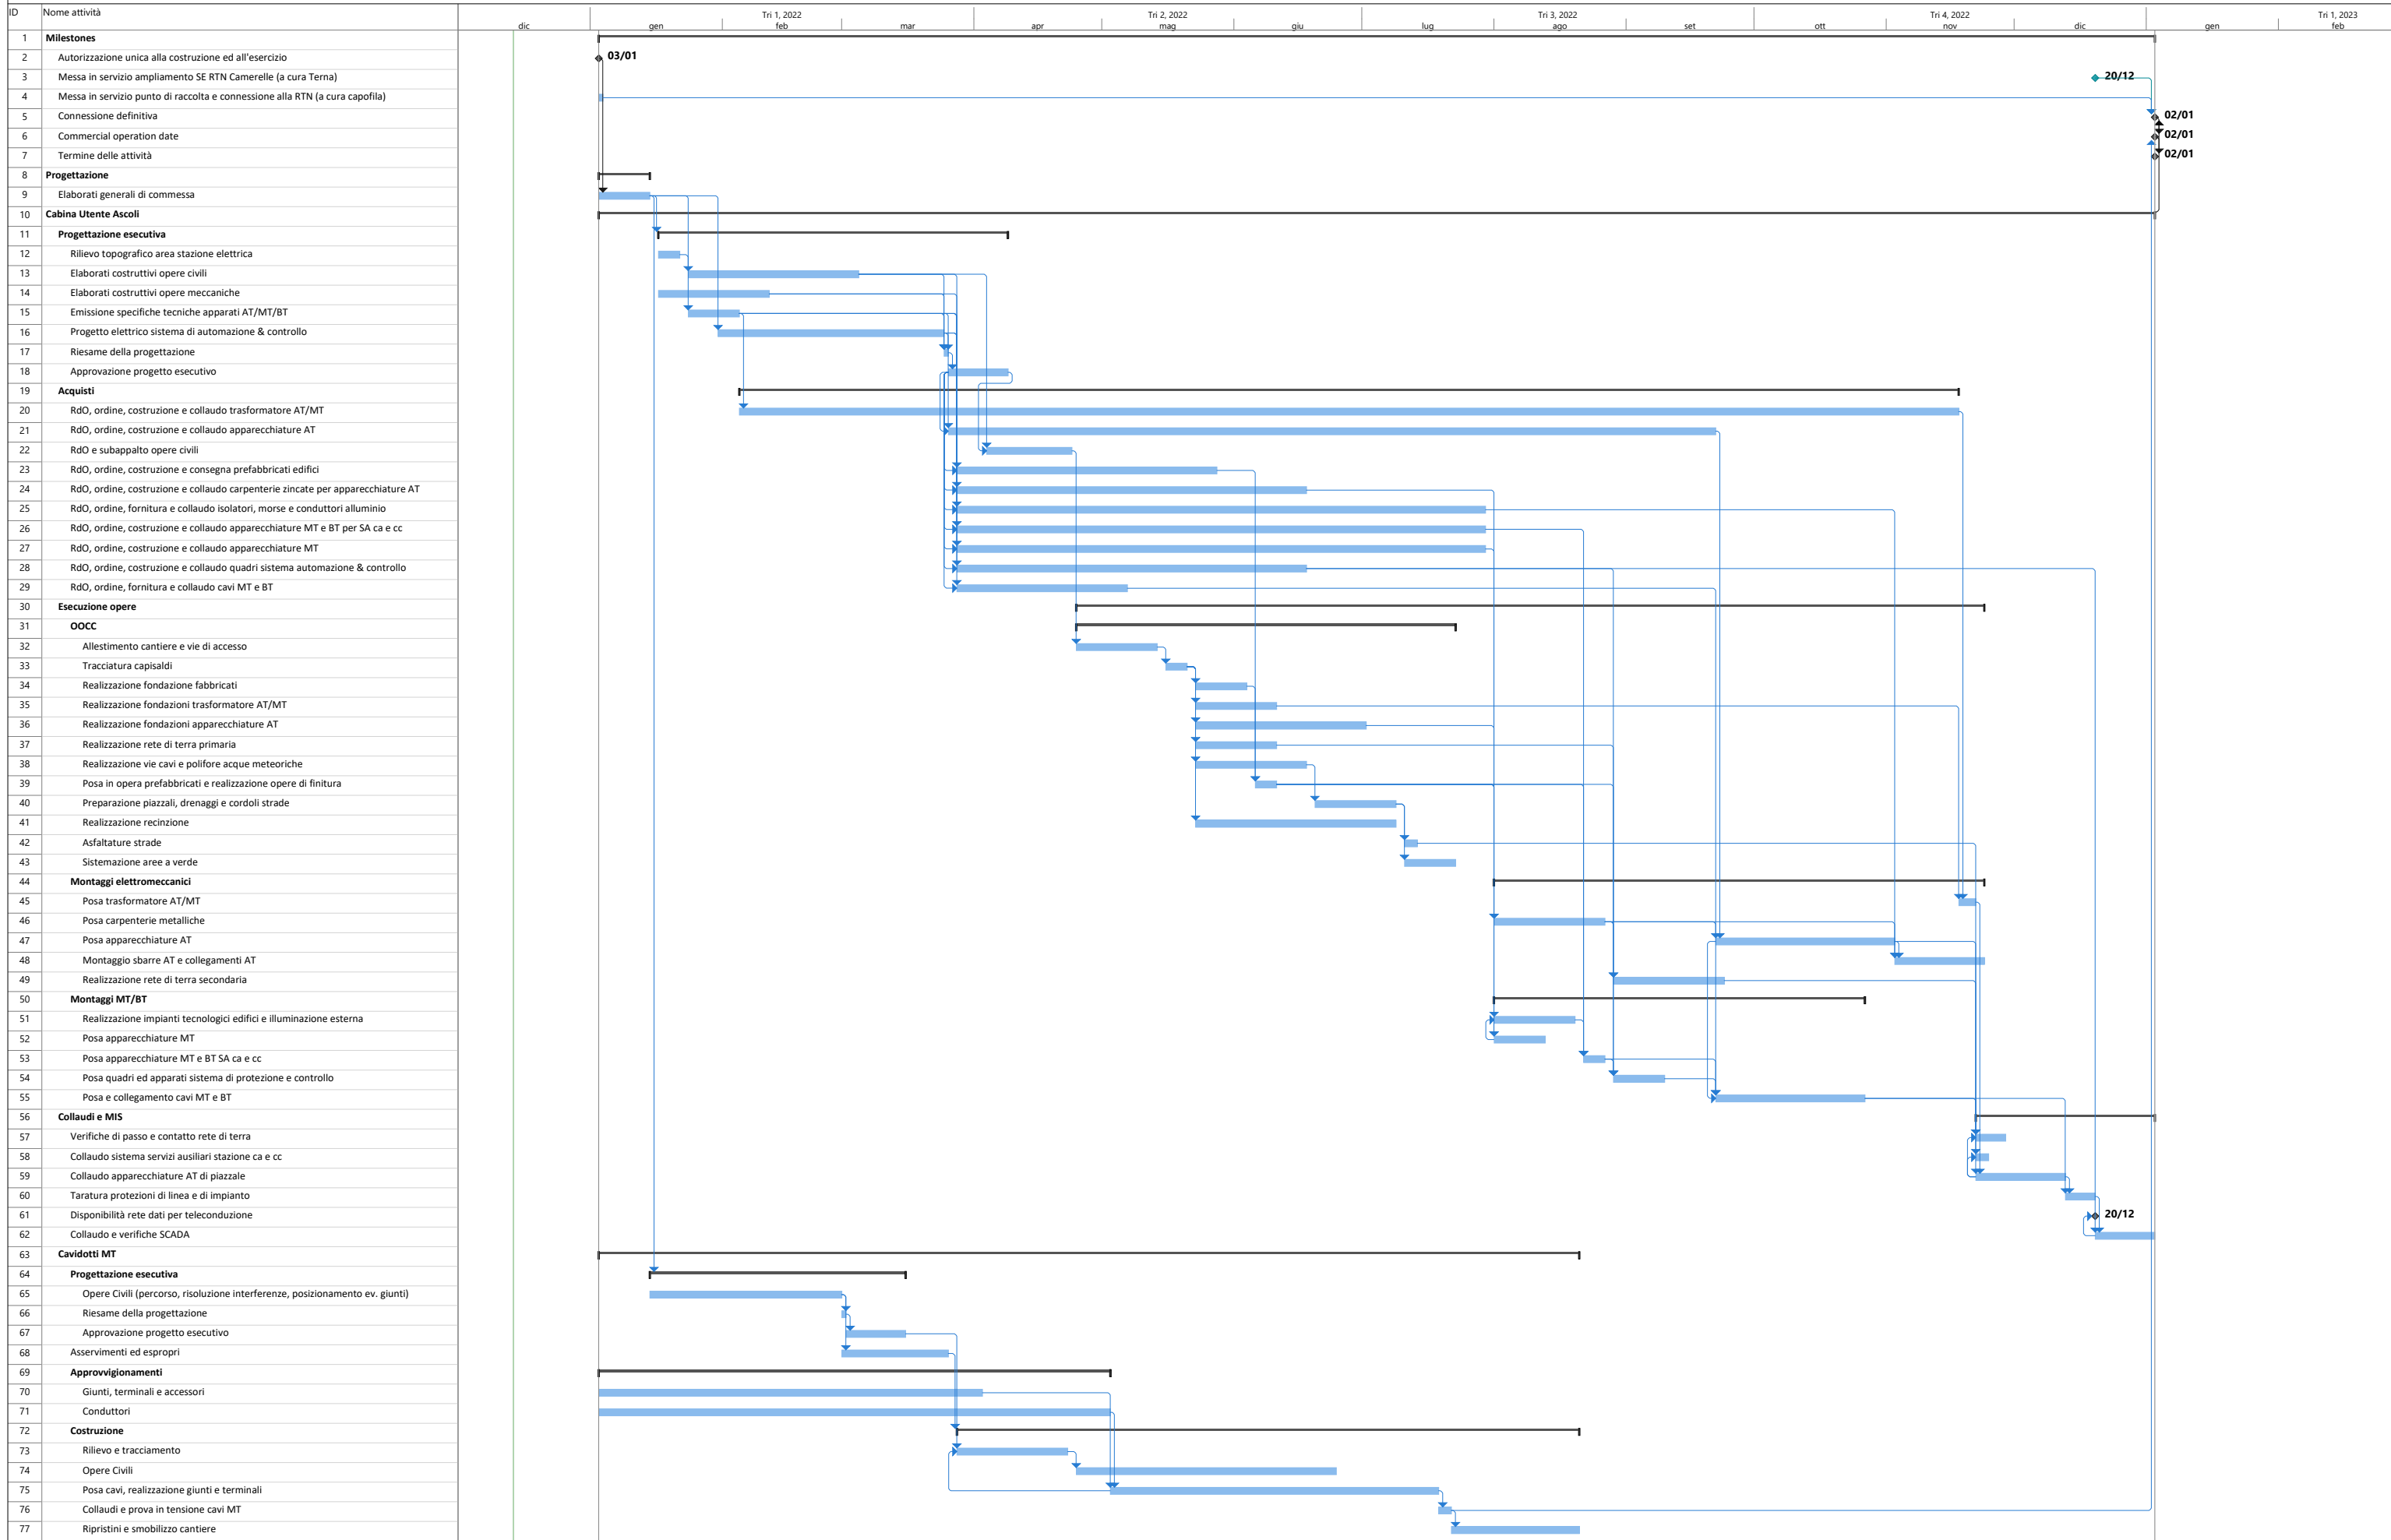 ID Nome attività Tri 1, 2022 Tri 2, 2022 Tri 3, 2022 Tri 4, 2022 Tri 1, 2023
dic gen feb mar apr mag giu lug ago set ott nov dic gen feb
1 Milestones
2 Autorizzazione unica alla costruzione ed all'esercizio 03/01
3 Messa in servizio ampliamento SE RTN Camerelle (a cura Terna) 20/12
4 Messa in servizio punto di raccolta e connessione alla RTN (a cura capofila)
5 Connessione definitiva 02/01
6 Commercial operation date 02/01
7 Termine delle attività 02/01
8 Progettazione
9 Elaborati generali di commessa
10 Cabina Utente Ascoli
11 Progettazione esecutiva
12 Rilievo topografico area stazione elettrica
13 Elaborati costruttivi opere civili
14 Elaborati costruttivi opere meccaniche
15 Emissione specifiche tecniche apparati AT/MT/BT
16 Progetto elettrico sistema di automazione & controllo
17 Riesame della progettazione
18 Approvazione progetto esecutivo
19 Acquisti
20 RdO, ordine, costruzione e collaudo trasformatore AT/MT
21 RdO, ordine, costruzione e collaudo apparecchiature AT
22 RdO e subappalto opere civili
23 RdO, ordine, costruzione e consegna prefabbricati edifici
24 RdO, ordine, costruzione e collaudo carpenterie zincate per apparecchiature AT
25 RdO, ordine, fornitura e collaudo isolatori, morse e conduttori alluminio
26 RdO, ordine, costruzione e collaudo apparecchiature MT e BT per SA ca e cc
27 RdO, ordine, costruzione e collaudo apparecchiature MT
28 RdO, ordine, costruzione e collaudo quadri sistema automazione & controllo
29 RdO, ordine, fornitura e collaudo cavi MT e BT
30 Esecuzione opere
31 OOCC
32 Allestimento cantiere e vie di accesso
33 Tracciatura capisaldi
34 Realizzazione fondazione fabbricati
35 Realizzazione fondazioni trasformatore AT/MT
36 Realizzazione fondazioni apparecchiature AT
37 Realizzazione rete di terra primaria
38 Realizzazione vie cavi e polifore acque meteoriche
39 Posa in opera prefabbricati e realizzazione opere di finitura
40 Preparazione piazzali, drenaggi e cordoli strade
41 Realizzazione recinzione
42 Asfaltature strade
43 Sistemazione aree a verde
44 Montaggi elettromeccanici
45 Posa trasformatore AT/MT
46 Posa carpenterie metalliche
47 Posa apparecchiature AT
48 Montaggio sbarre AT e collegamenti AT
49 Realizzazione rete di terra secondaria
50 Montaggi MT/BT
51 Realizzazione impianti tecnologici edifici e illuminazione esterna
52 Posa apparecchiature MT
53 Posa apparecchiature MT e BT SA ca e cc
54 Posa quadri ed apparati sistema di protezione e controllo
55 Posa e collegamento cavi MT e BT
56 Collaudi e MIS
57 Verifiche di passo e contatto rete di terra
58 Collaudo sistema servizi ausiliari stazione ca e cc
59 Collaudo apparecchiature AT di piazzale
60 Taratura protezioni di linea e di impianto
61 Disponibilità rete dati per teleconduzione 20/12
62 Collaudo e verifiche SCADA
63 Cavidotti MT
64 Progettazione esecutiva
65 Opere Civili (percorso, risoluzione interferenze, posizionamento ev. giunti)
66 Riesame della progettazione
67 Approvazione progetto esecutivo
68 Asservimenti ed espropri
69 Approvvigionamenti
70 Giunti, terminali e accessori
71 Conduttori
72 Costruzione
73 Rilievo e tracciamento
74 Opere Civili
75 Posa cavi, realizzazione giunti e terminali
76 Collaudi e prova in tensione cavi MT
77 Ripristini e smobilizzo cantiere